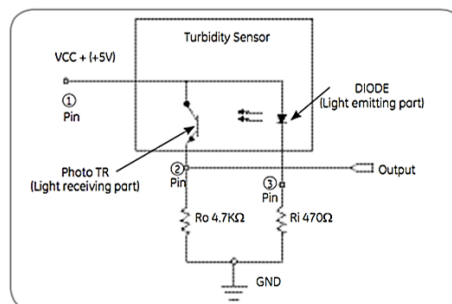 Turbidity Sensor
VCC + (+5V)
①
Pin
DIODE
(Light emitting part)
Photo TR
(Light receiving part)
②
Pin
③
Pin
Output
Ro 4.7KΩ
Ri 470Ω
GND